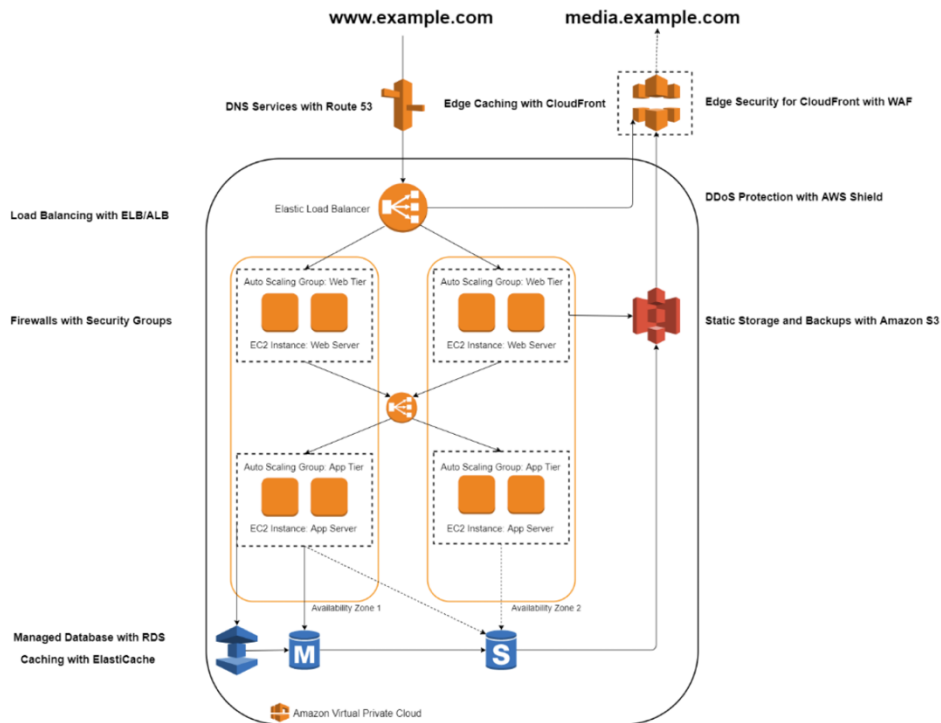 www.example.com
media.example.com
DNS Services with Route 53
Edge Caching with CloudFront
Edge Security for CloudFront with WAF
DDoS Protection with AWS Shield
Load Balancing with ELB/ALB
Elastic Load Balancer
Auto Scaling Group: Web Tier
Auto Scaling Group: Web Tier
Firewalls with Security Groups
Static Storage and Backups with Amazon S3
EC2 Instance: Web Server
EC2 Instance: Web Server
Auto Scaling Group: App Tier
Auto Scaling Group: App Tier
EC2 Instance: App Server
EC2 Instance: App Server
Availability Zone 1
Availability Zone 2
Managed Database with RDS
Caching with ElastiCache
M
S
Amazon Virtual Private Cloud